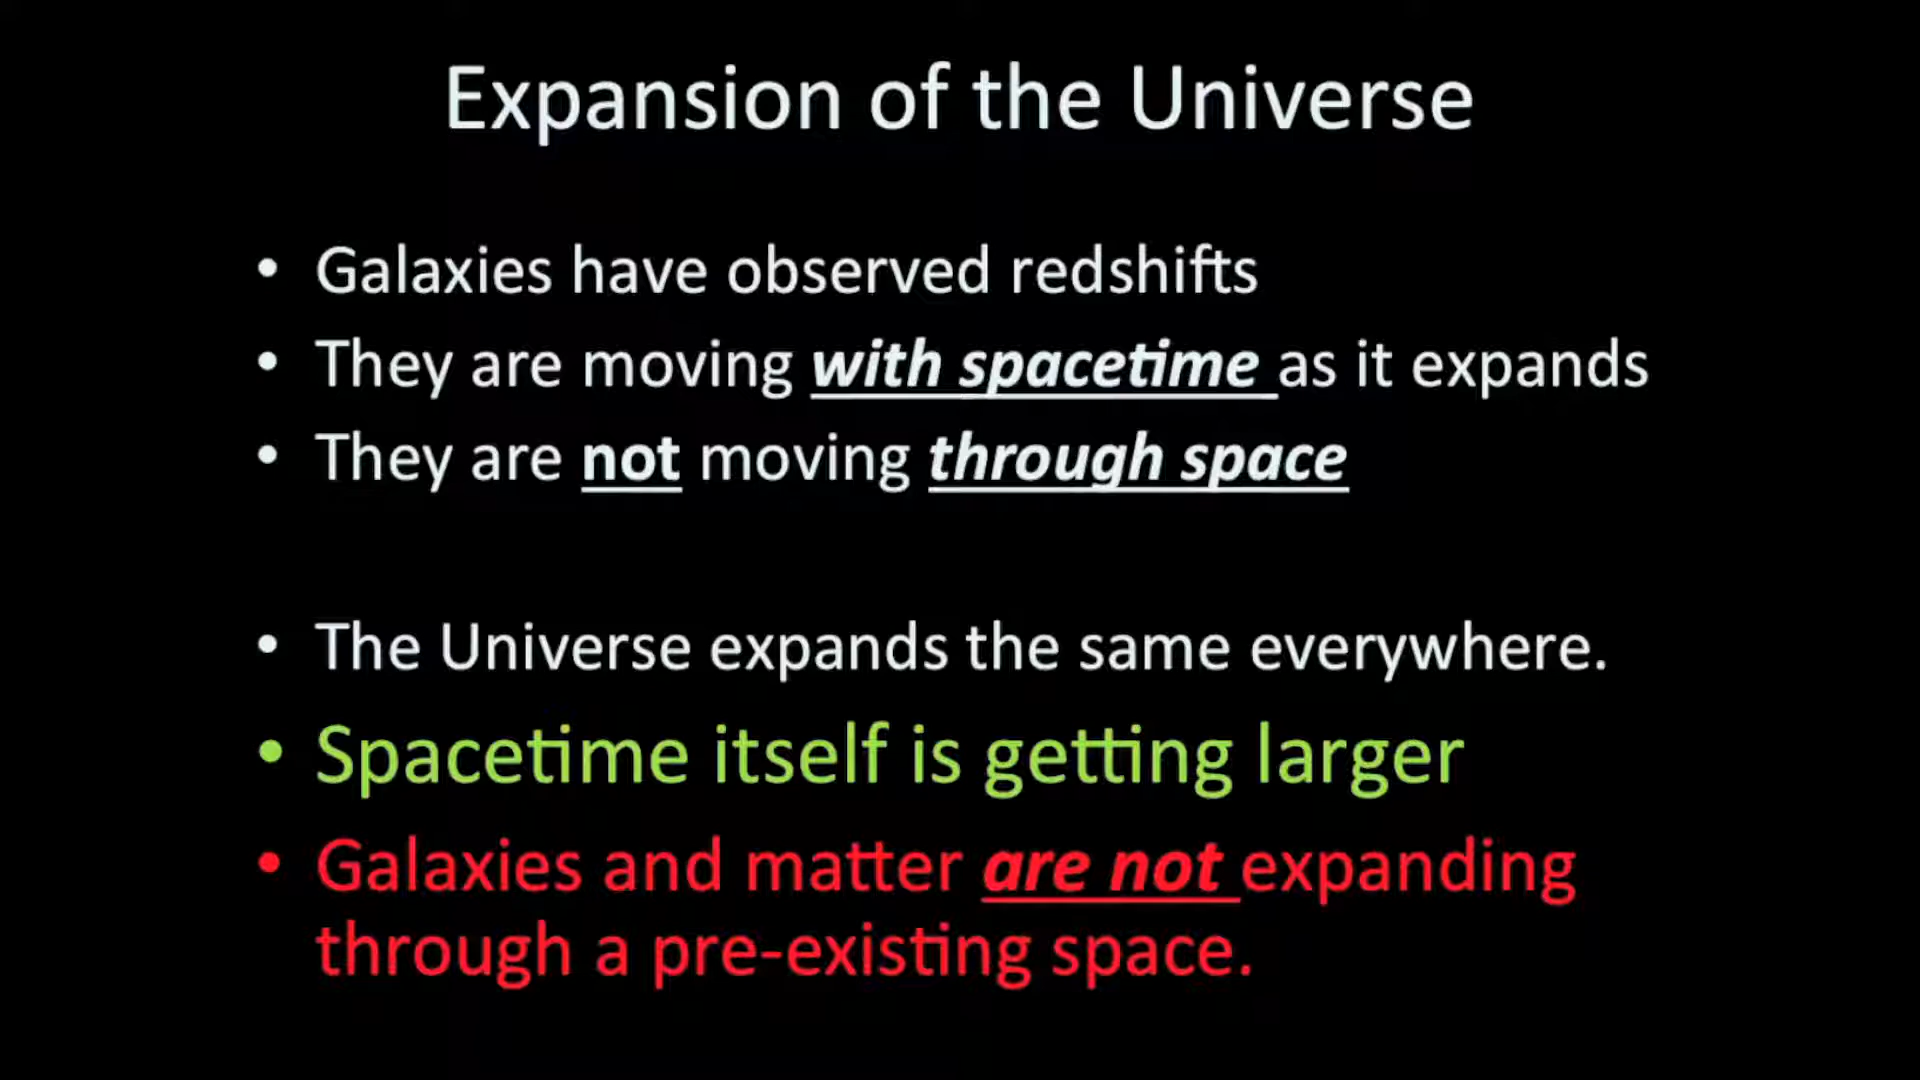 Expansion of the Universe
• Galaxies have observed redshifts
• They are moving with spacetime as it expands
• They are not moving through space
• The Universe expands the same everywhere.
• Spacetime itself is getting larger
• Galaxies and matter are not expanding
through a pre-existing space.